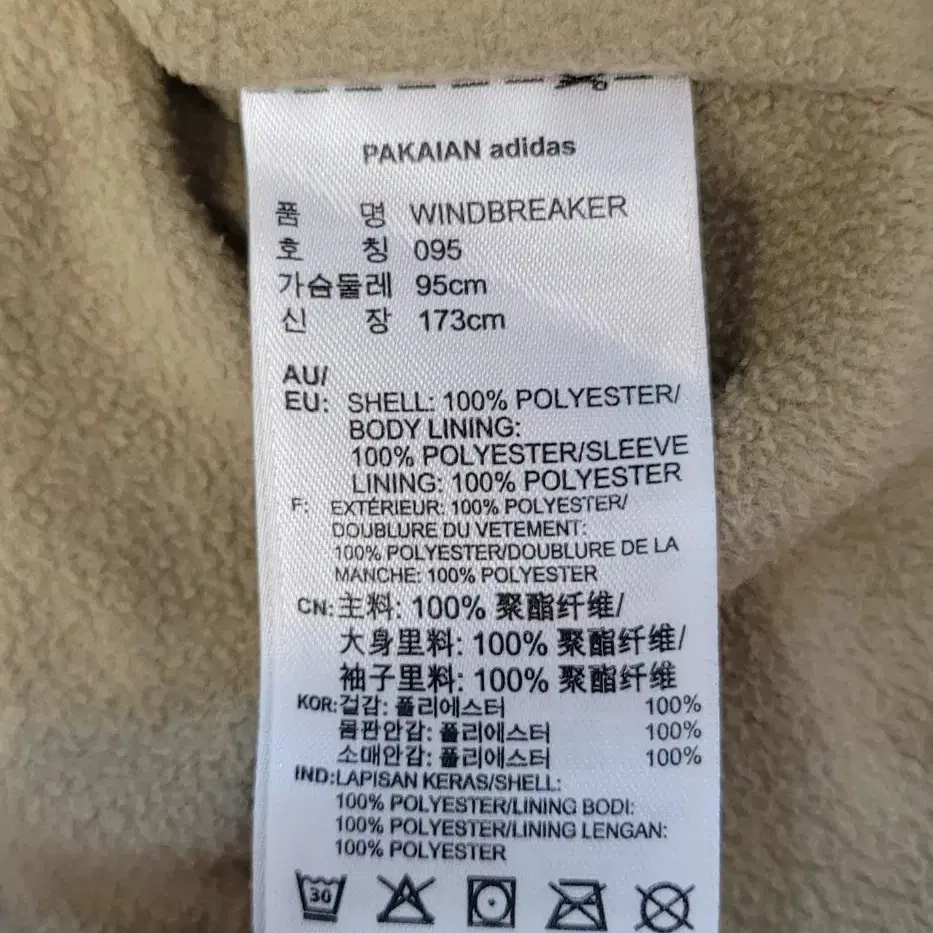 PAKAIAN adidas
품 명 WINDBREAKER
호 칭 095
가슴둘레 95cm
신 장 173cm
AU/
EU: SHELL: 100% POLYESTER/
BODY LINING:
100% POLYESTER/SLEEVE
LINING: 100% POLYESTER
F: EXTÉRIEUR: 100% POLYESTER/
DOUBLURE DU VETEMENT:
100% POLYESTER/DOUBLURE DE LA
MANCHE: 100% POLYESTER
CN: 主料: 100% 聚酯纤维/
大身里料: 100% 聚酯纤维/
袖子里料: 100% 聚酯纤维
KOR: 겉감: 폴리에스터 100%
몸판안감: 폴리에스터 100%
소매안감: 폴리에스터 100%
IND: LAPISAN KERAS/SHELL:
100% POLYESTER/LINING BODI:
100% POLYESTER/LINING LENGAN:
100% POLYESTER
30